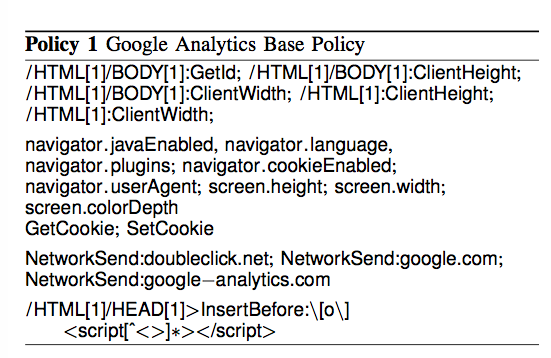 Policy 1 Google Analytics Base Policy
/HTML[1]/BODY[1]:GetId; /HTML[1]/BODY[1]:ClientHeight;
/HTML[1]/BODY[1]:ClientWidth; /HTML[1]:ClientHeight;
/HTML[1]:ClientWidth;
navigator.javaEnabled, navigator.language,
navigator.plugins; navigator.cookieEnabled;
navigator.userAgent; screen.height; screen.width;
screen.colorDepth
GetCookie; SetCookie
NetworkSend:doubleclick.net; NetworkSend:google.com;
NetworkSend:google−analytics.com
/HTML[1]/HEAD[1]>InsertBefore:\[o\]
<script[^<>]*></script>